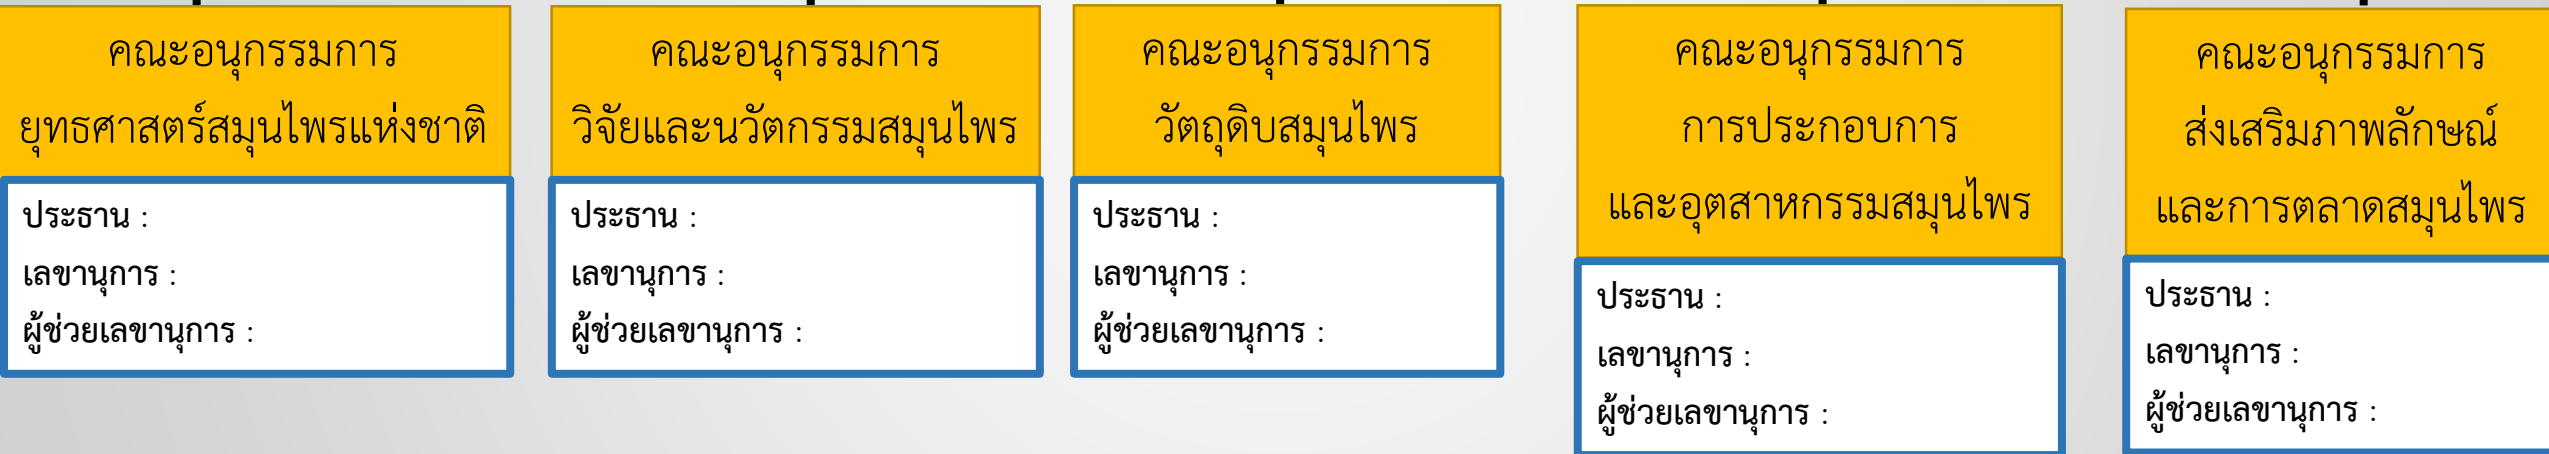 คณะอนุกรรมการ
ยุทธศาสตร์สมุนไพรแห่งชาติ
ประธาน :
เลขานุการ :
ผู้ช่วยเลขานุการ :
คณะอนุกรรมการ
วิจัยและนวัตกรรมสมุนไพร
ประธาน :
เลขานุการ :
ผู้ช่วยเลขานุการ :
คณะอนุกรรมการ
วัตถุดิบสมุนไพร
ประธาน :
เลขานุการ :
ผู้ช่วยเลขานุการ :
คณะอนุกรรมการ
การประกอบการ
และอุตสาหกรรมสมุนไพร
ประธาน :
เลขานุการ :
ผู้ช่วยเลขานุการ :
คณะอนุกรรมการ
ส่งเสริมภาพลักษณ์
และการตลาดสมุนไพร
ประธาน :
เลขานุการ :
ผู้ช่วยเลขานุการ :